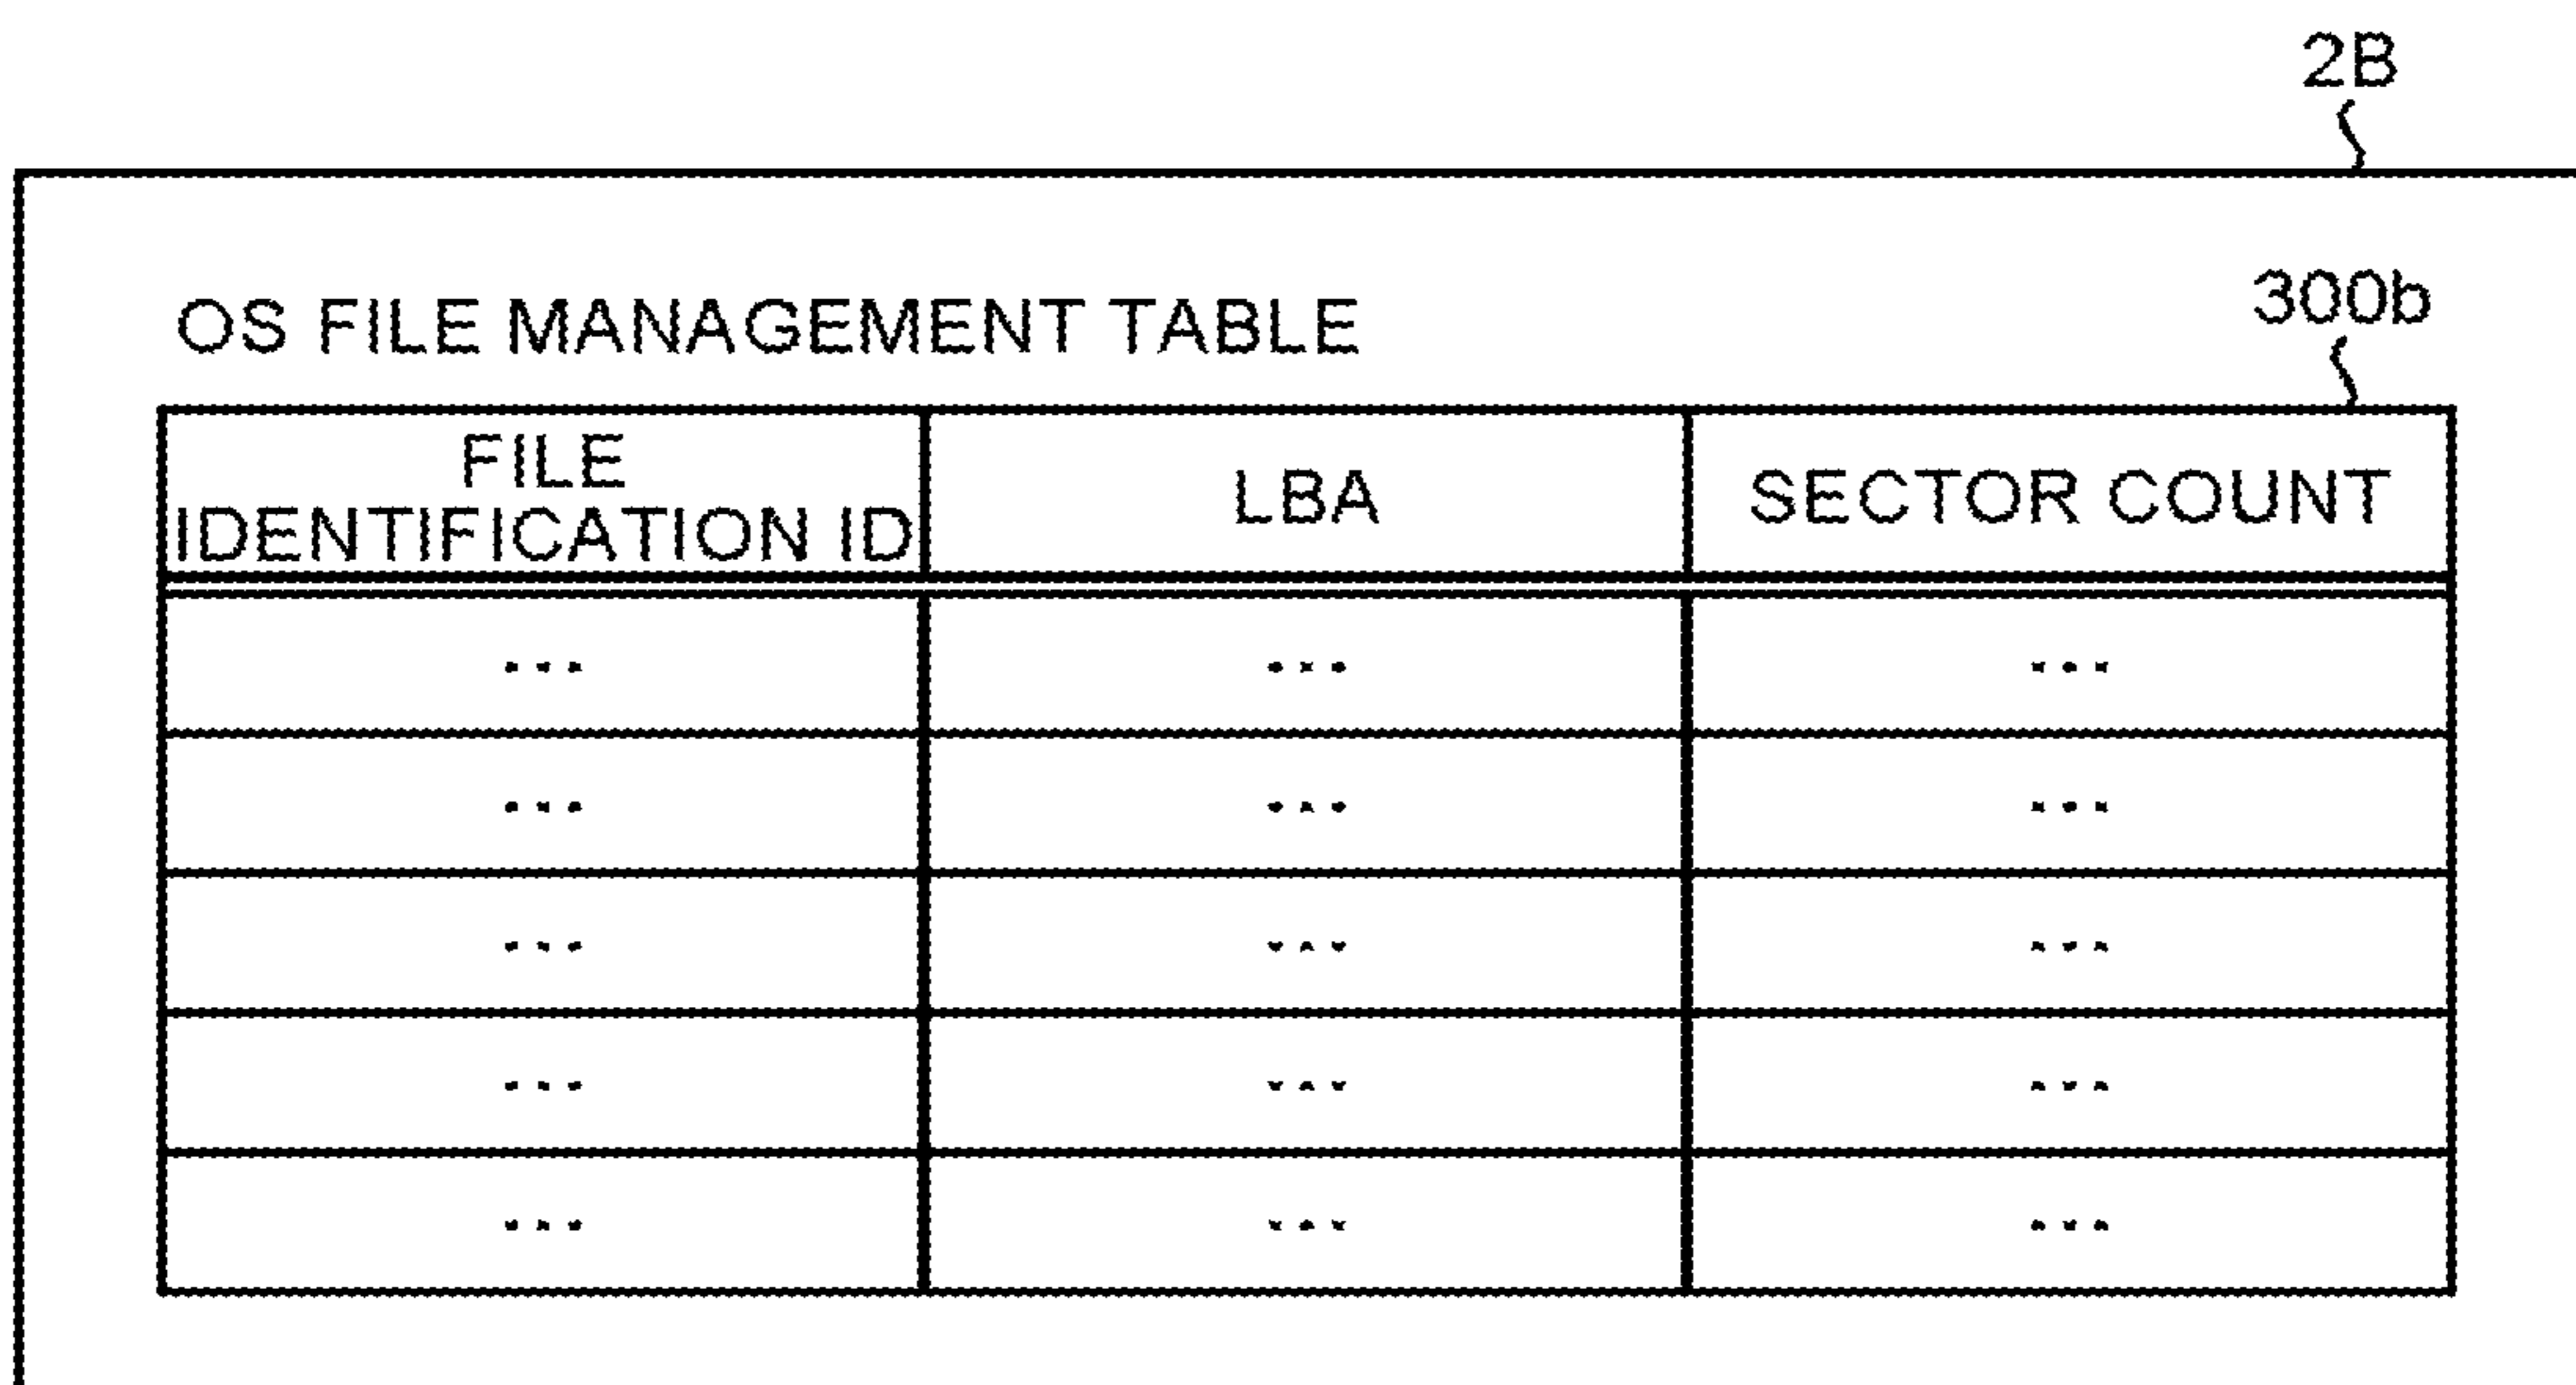 2B
OS FILE MANAGEMENT TABLE
300b
FILE
IDENTIFICATION ID
LBA
SECTOR COUNT
... ... ...
... ... ...
... ... ...
... ... ...
... ... ...